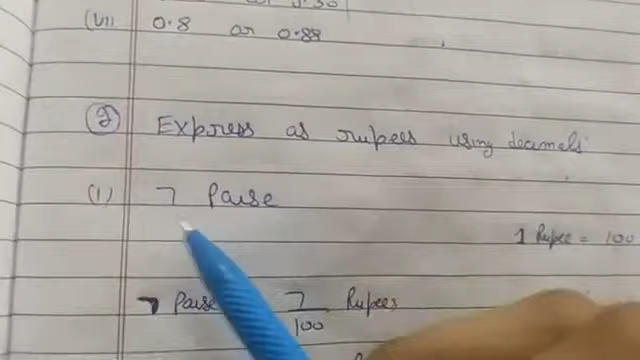 (VII) 0.8 or 0.88
② Express as rupees using decimals
(1) 7 Paise
1 Rupee = 100
7 Paise 7/100 Rupees